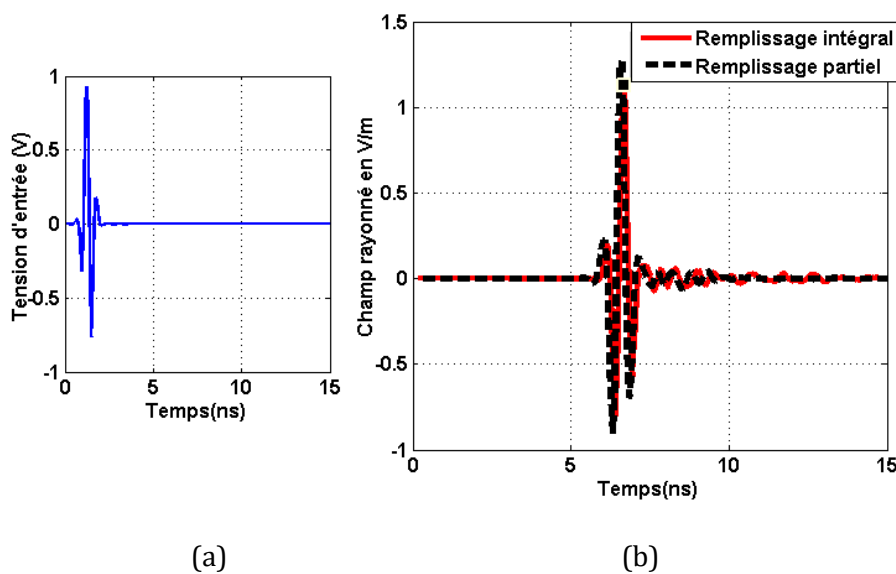 Tension d'entrée (V)
1
0.5
0
-0.5
-1
0
5
10
15
Temps(ns)
(a)
Remplissage intégral
Remplissage partiel
Champ rayonné en V/m
1.5
1
0.5
0
-0.5
-1
0
5
10
15
Temps(ns)
(b)